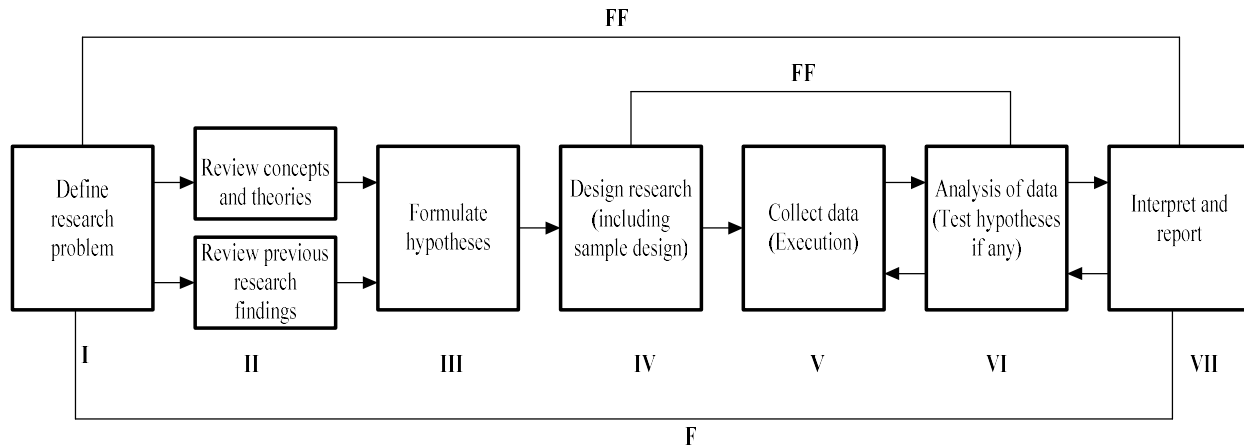 FF
FF
Define
research
problem
Review concepts
and theories
Review previous
research
findings
Formulate
hypotheses
Design research
(including
sample design)
Collect data
(Execution)
Analysis of data
(Test hypotheses
if any)
Interpret and
report
I
II
III
IV
V
VI
VII
F